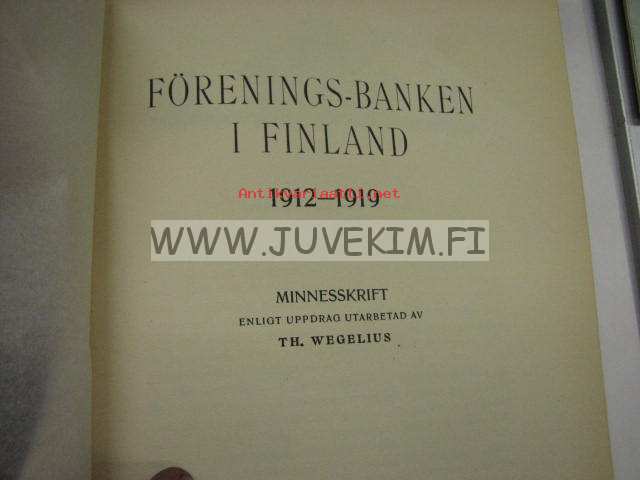 FÖRENINGS-BANKEN
I FINLAND
Antikvariaatti.net
1912—1919
WWW.JUVEKIM.FI
MINNESSKRIFT
ENLIGT UPPDRAG UTARBETAD AV
TH. WEGELIUS